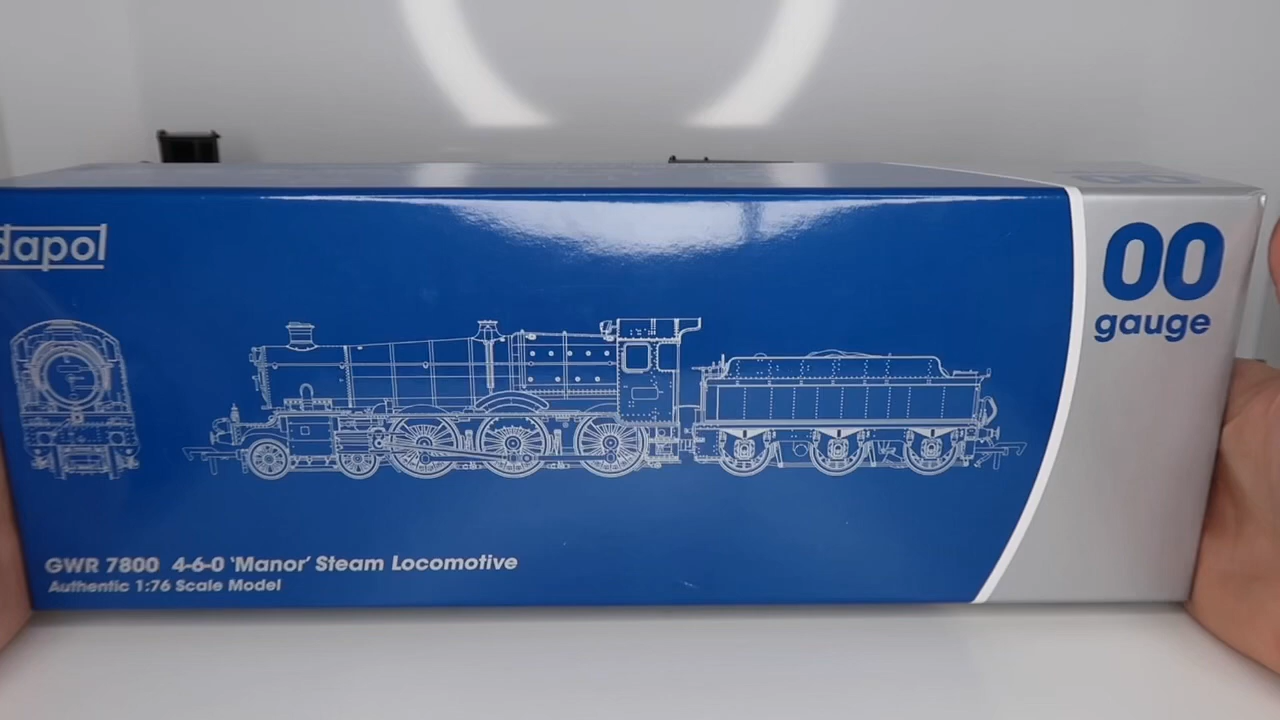 dapol
00
gauge
GWR 7800 4-6-0 'Manor' Steam Locomotive
Authentic 1:76 Scale Model